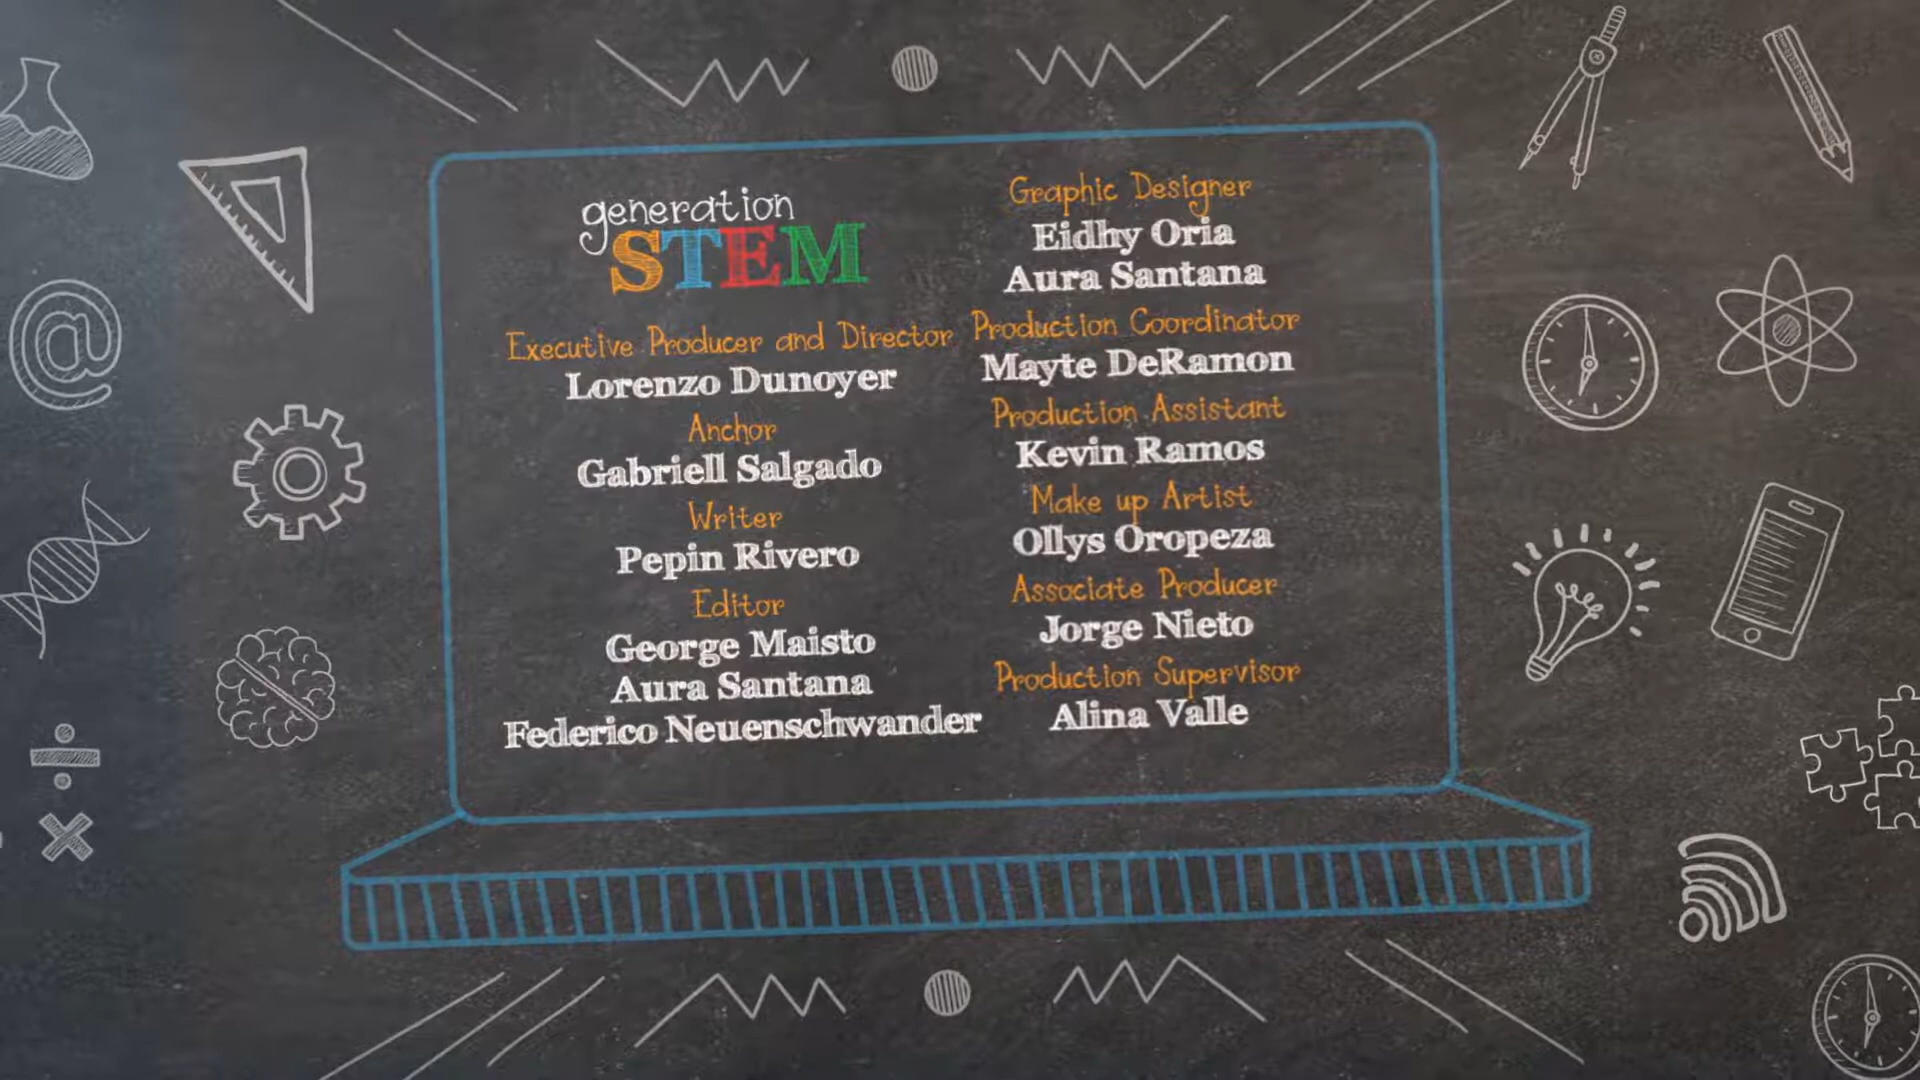 generation
STEM
Executive Producer and Director
Lorenzo Dunoyer
Anchor
Gabriell Salgado
Writer
Pepin Rivero
Editor
George Maisto
Aura Santana
Federico Neuenschwander
Graphic Designer
Eidhy Oria
Aura Santana
Production Coordinator
Mayte DeRamon
Production Assistant
Kevin Ramos
Make up Artist
Ollys Oropeza
Associate Producer
Jorge Nieto
Production Supervisor
Alina Valle